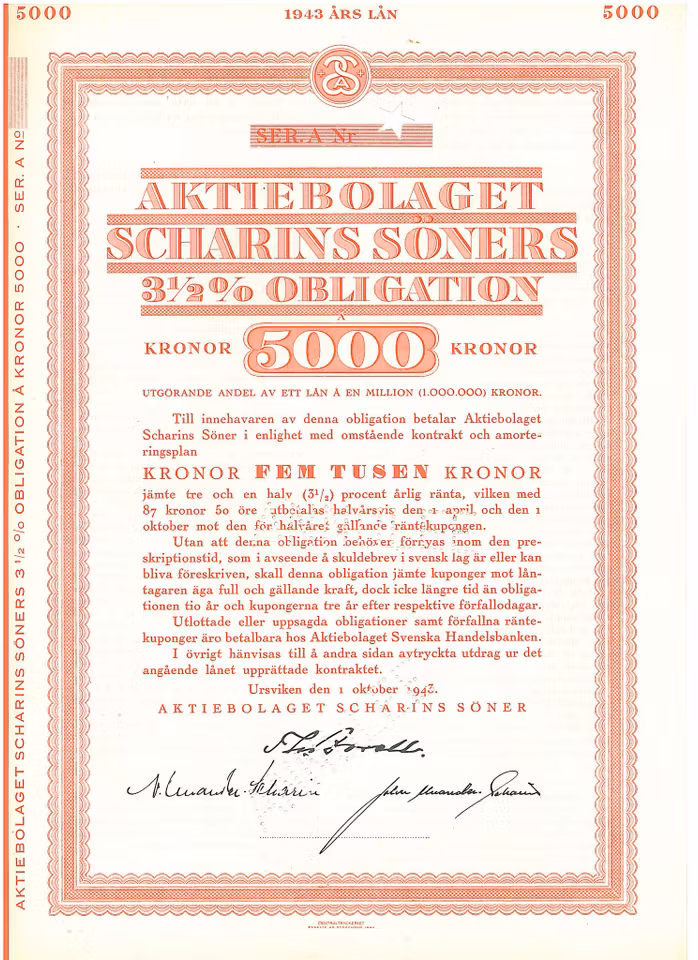 5000 1943 ÅRS LÅN 5000
AKTIEBOLAGET SCHARINS SÖNERS 3 1/2 % OBLIGATION Å KRONOR 5000 · SER. A Nº
SER. A Nr
AKTIEBOLAGET
SCHARINS SÖNERS
3½% OBLIGATION
Å
KRONOR 5000 KRONOR
UTGÖRANDE ANDEL AV ETT LÅN Å EN MILLION (1.000.000) KRONOR.
Till innehavaren av denna obligation betalar Aktiebolaget
Scharins Söner i enlighet med omstående kontrakt och amorte-
ringsplan
KRONOR FEM TUSEN KRONOR
jämte tre och en halv (3½) procent årlig ränta, vilken med
87 kronor 50 öre utbetalas halvårsvis den 1 april och den 1
oktober mot den för halvåret gällande räntekupongen.
Utan att denna obligation behöver förnyas inom den pre-
skriptionstid, som i avseende å skuldebrev i svensk lag är eller kan
bliva föreskriven, skall denna obligation jämte kuponger mot lån-
tagaren äga full och gällande kraft, dock icke längre tid än obliga-
tionen tio år och kupongerna tre år efter respektive förfallodagar.
Utlottade eller uppsagda obligationer samt förfallna ränte-
kuponger äro betalbara hos Aktiebolaget Svenska Handelsbanken.
I övrigt hänvisas till å andra sidan avtryckta utdrag ur det
angående lånet upprättade kontraktet.
Ursviken den 1 oktober 1943.
AKTIEBOLAGET SCHARINS SÖNER
CENTRALTRYCKERIET